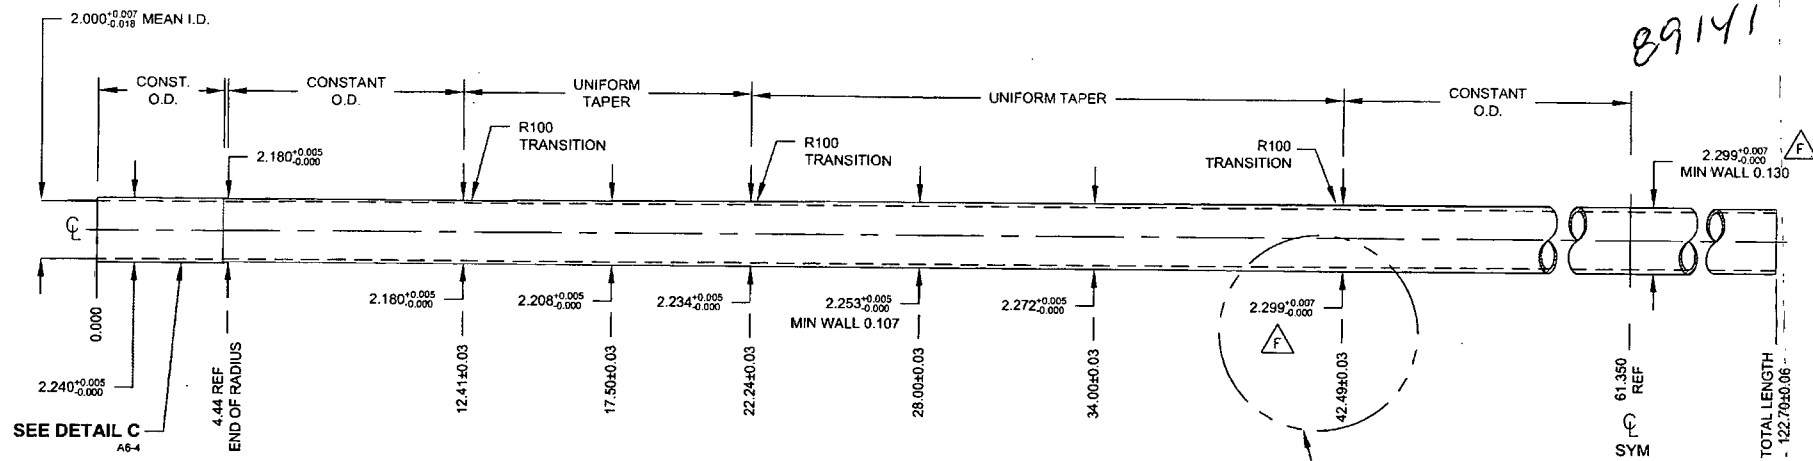 89141
2.000 +0.007 -0.018 MEAN I.D.
CONST. O.D.
CONSTANT O.D.
UNIFORM TAPER
UNIFORM TAPER
CONSTANT O.D.
R100 TRANSITION
R100 TRANSITION
R100 TRANSITION
2.180 +0.005 -0.000
2.299 +0.007 -0.000
MIN WALL 0.130
F
CL
2.180 +0.005 -0.000
2.208 +0.005 -0.000
2.234 +0.005 -0.000
2.253 +0.005 -0.000
MIN WALL 0.107
2.272 +0.005 -0.000
2.299 +0.007 -0.000
F
2.240 +0.005 -0.000
SEE DETAIL C
A6-4
0.000
4.44 REF
END OF RADIUS
12.41±0.03
17.50±0.03
22.24±0.03
28.00±0.03
34.00±0.03
42.49±0.03
61.350 REF
CL
SYM
TOTAL LENGTH
122.70±0.06